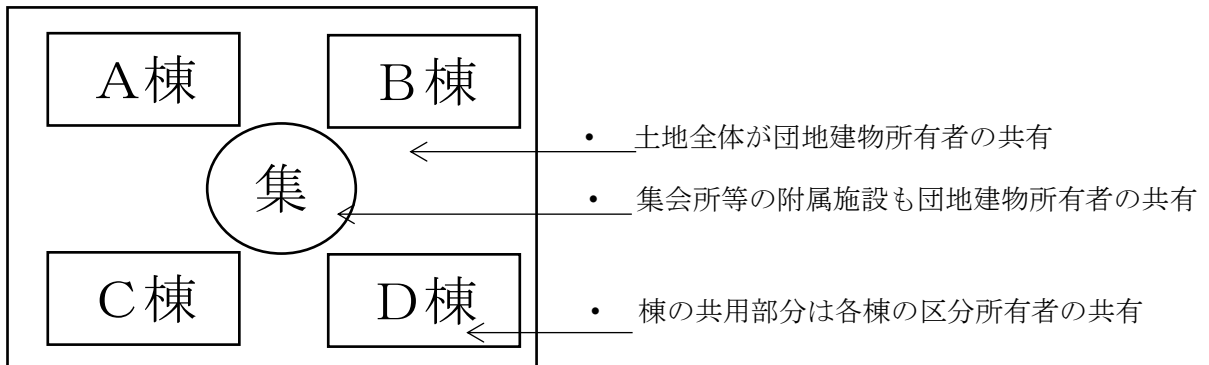 A棟
B棟
・ 土地全体が団地建物所有者の共有
集
・ 集会所等の附属施設も団地建物所有者の共有
C棟
D棟
・ 棟の共用部分は各棟の区分所有者の共有